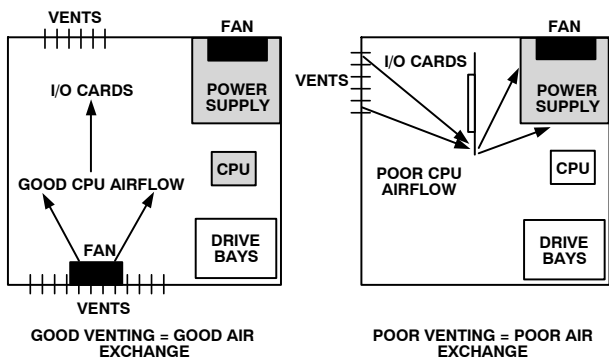 VENTS
FAN
I/O CARDS
POWER
SUPPLY
CPU
GOOD CPU AIRFLOW
FAN
DRIVE
BAYS
VENTS
GOOD VENTING = GOOD AIR
EXCHANGE
FAN
I/O CARDS
VENTS
POWER
SUPPLY
POOR CPU
AIRFLOW
CPU
DRIVE
BAYS
POOR VENTING = POOR AIR
EXCHANGE